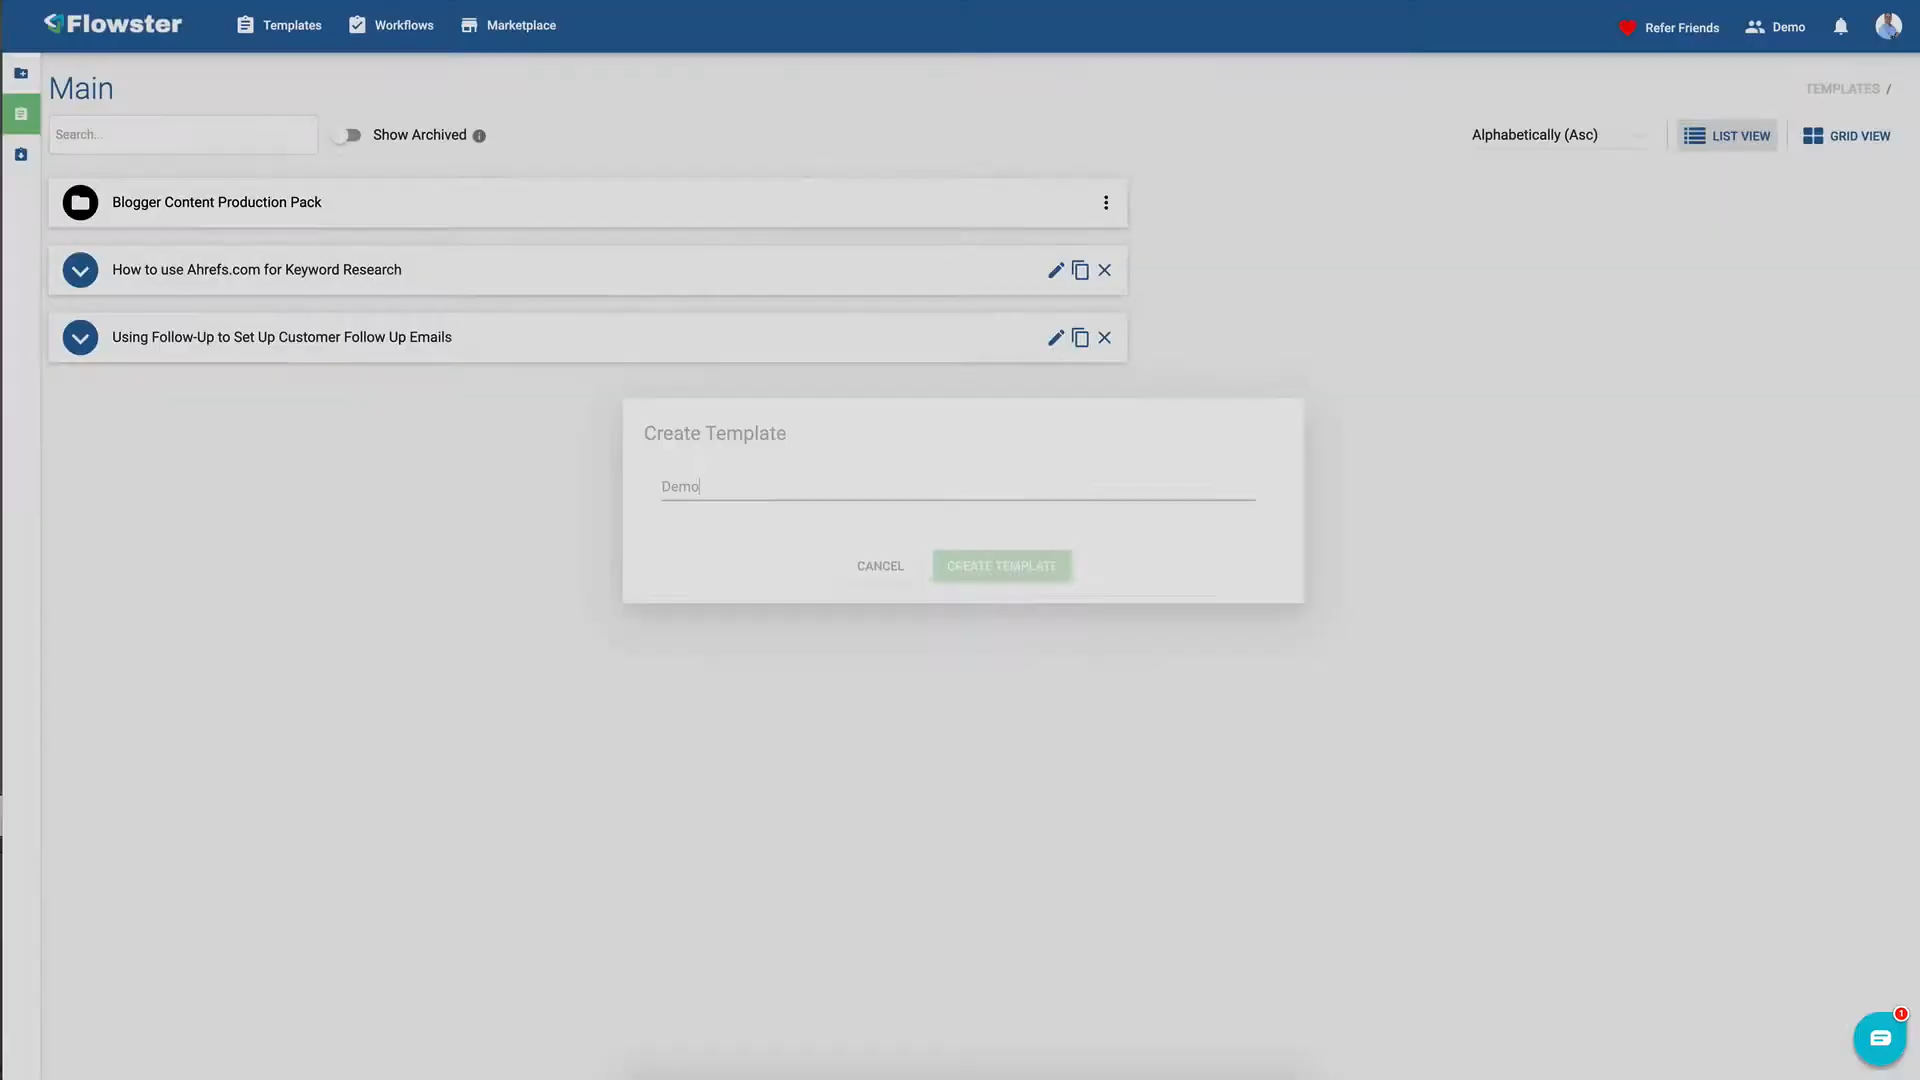 Flowster
Templates
Workflows
Marketplace
Refer Friends
Demo
Main
TEMPLATES /
Search...
Show Archived
Alphabetically (Asc)
LIST VIEW
GRID VIEW
Blogger Content Production Pack
How to use Ahrefs.com for Keyword Research
Using Follow-Up to Set Up Customer Follow Up Emails
Create Template
Demo
CANCEL
CREATE TEMPLATE
1